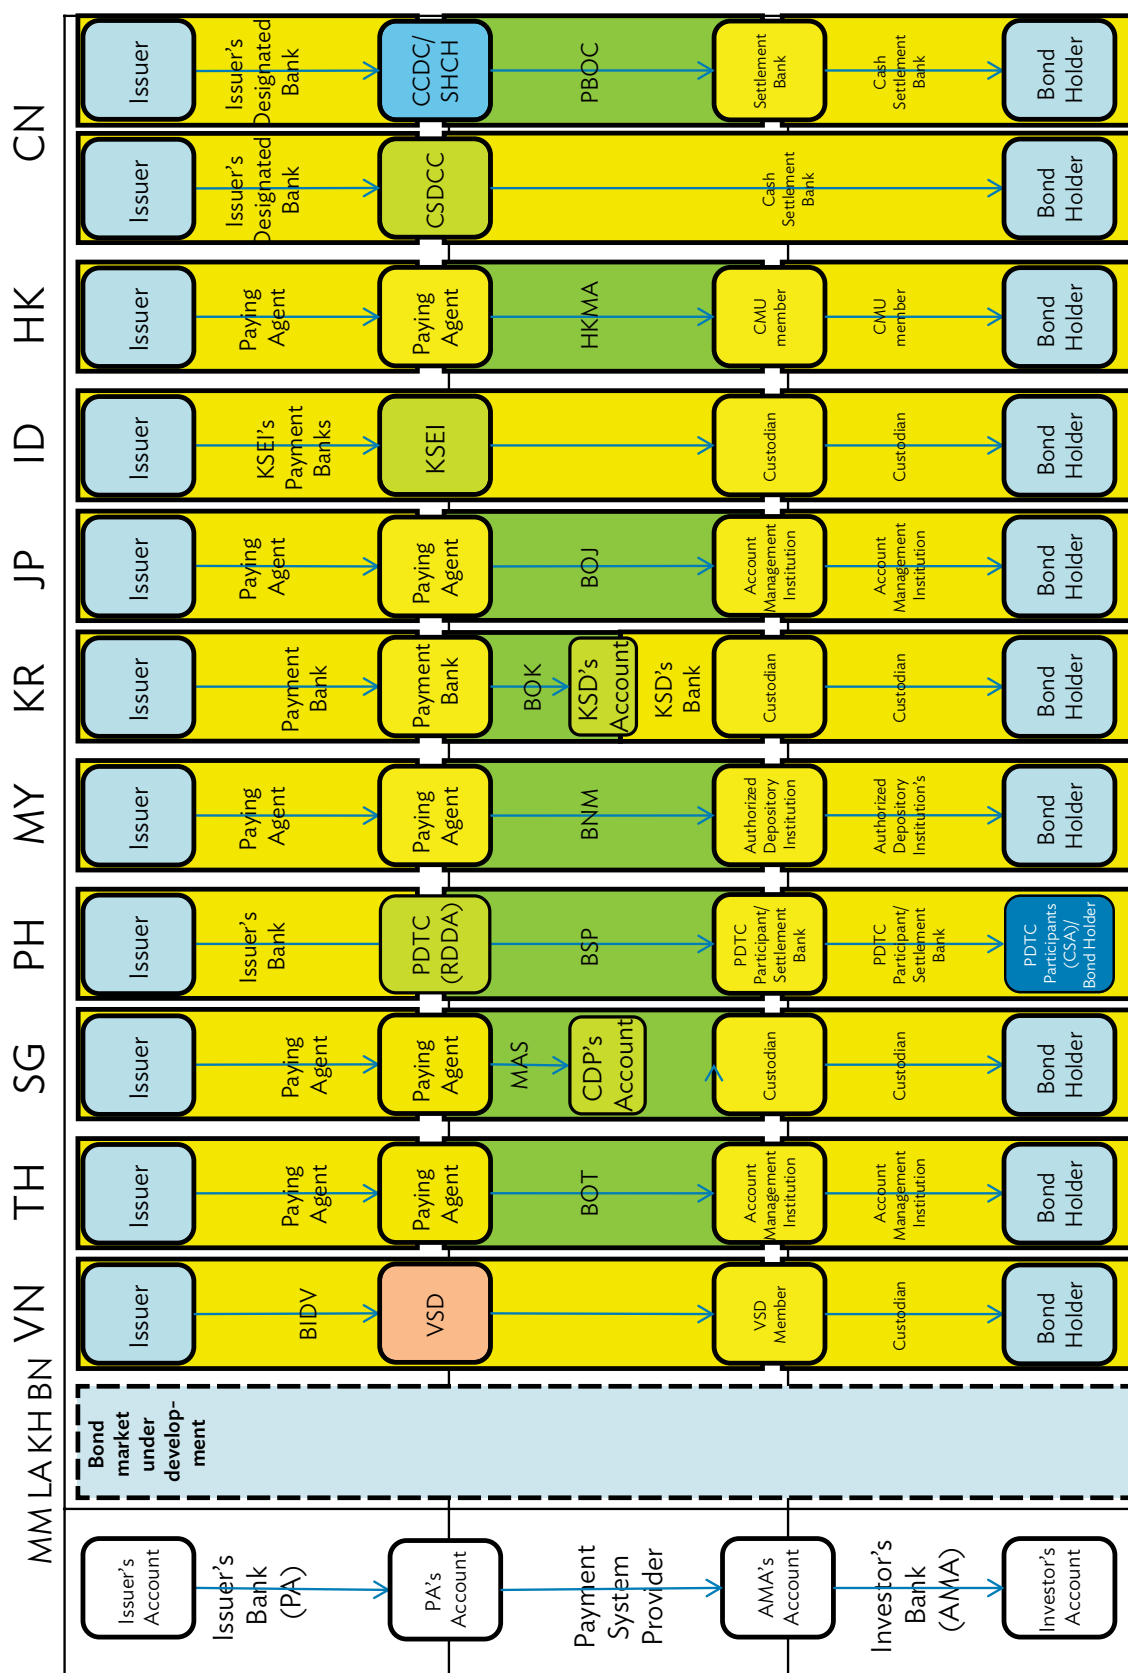 MM LA KH BN
VN
TH
SG
PH
MY
KR
JP
ID
HK
CN
Issuer's
Account
Issuer's
Bank
(PA)
PA's
Account
Payment
System
Provider
AMA's
Account
Investor's
Bank
(AMA)
Investor's
Account
Bond
market
under
develop-
ment
Issuer
BIDV
VSD
VSD
Member
Custodian
Bond
Holder
Issuer
Paying
Agent
Paying
Agent
BOT
Account
Management
Institution
Account
Management
Institution
Bond
Holder
Issuer
Paying
Agent
Paying
Agent
MAS
CDP's
Account
Custodian
Custodian
Bond
Holder
Issuer
Issuer's
Bank
PDTC
(RDDA)
BSP
PDTC
Participant/
Settlement
Bank
PDTC
Participant/
Settlement
Bank
PDTC
Participants
(CSA)/
Bond Holder
Issuer
Paying
Agent
Paying
Agent
BNM
Authorized
Depository
Institution
Authorized
Depository
Institution's
Bond
Holder
Issuer
Payment
Bank
Payment
Bank
BOK
KSD's
Account
KSD's
Bank
Custodian
Custodian
Bond
Holder
Issuer
Paying
Agent
Paying
Agent
BOJ
Account
Management
Institution
Account
Management
Institution
Bond
Holder
Issuer
KSEI's
Payment
Banks
KSEI
Custodian
Custodian
Bond
Holder
Issuer
Paying
Agent
Paying
Agent
HKMA
CMU
member
CMU
member
Bond
Holder
Issuer
Issuer's
Designated
Bank
CSDCC
Cash
Settlement
Bank
Bond
Holder
Issuer
Issuer's
Designated
Bank
CCDC/
SHCH
PBOC
Settlement
Bank
Cash
Settlement
Bank
Bond
Holder